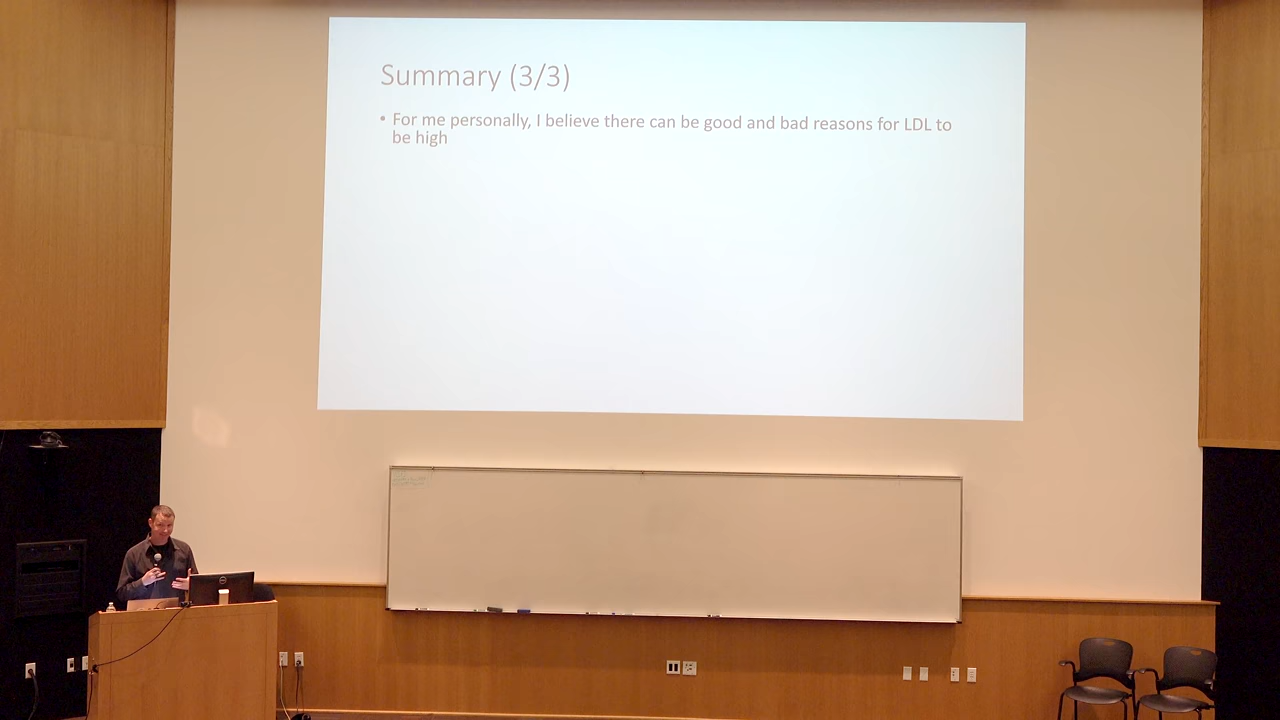 Summary (3/3)
• For me personally, I believe there can be good and bad reasons for LDL to
be high